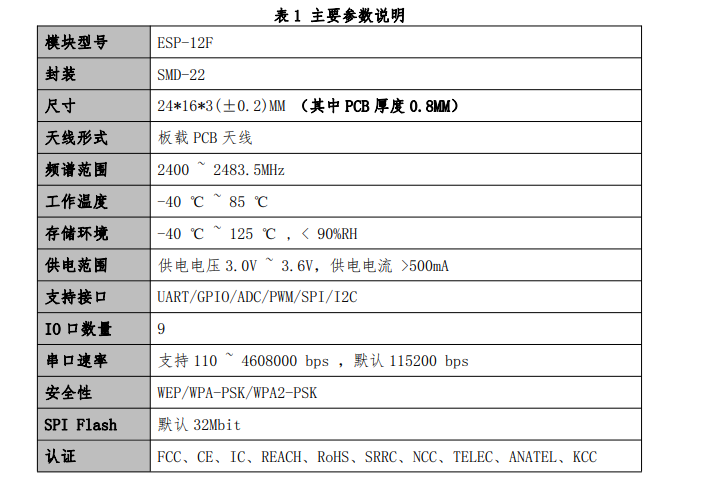 表1 主要参数说明
模块型号 ESP-12F
封装 SMD-22
尺寸 24*16*3(±0.2)MM （其中 PCB 厚度 0.8MM）
天线形式 板载 PCB 天线
频谱范围 2400 ~ 2483.5MHz
工作温度 -40 ℃ ~ 85 ℃
存储环境 -40 ℃ ~ 125 ℃ , < 90%RH
供电范围 供电电压 3.0V ~ 3.6V，供电电流 >500mA
支持接口 UART/GPIO/ADC/PWM/SPI/I2C
IO口数量 9
串口速率 支持 110 ~ 4608000 bps ，默认 115200 bps
安全性 WEP/WPA-PSK/WPA2-PSK
SPI Flash 默认 32Mbit
认证 FCC、CE、IC、REACH、RoHS、SRRC、NCC、TELEC、ANATEL、KCC